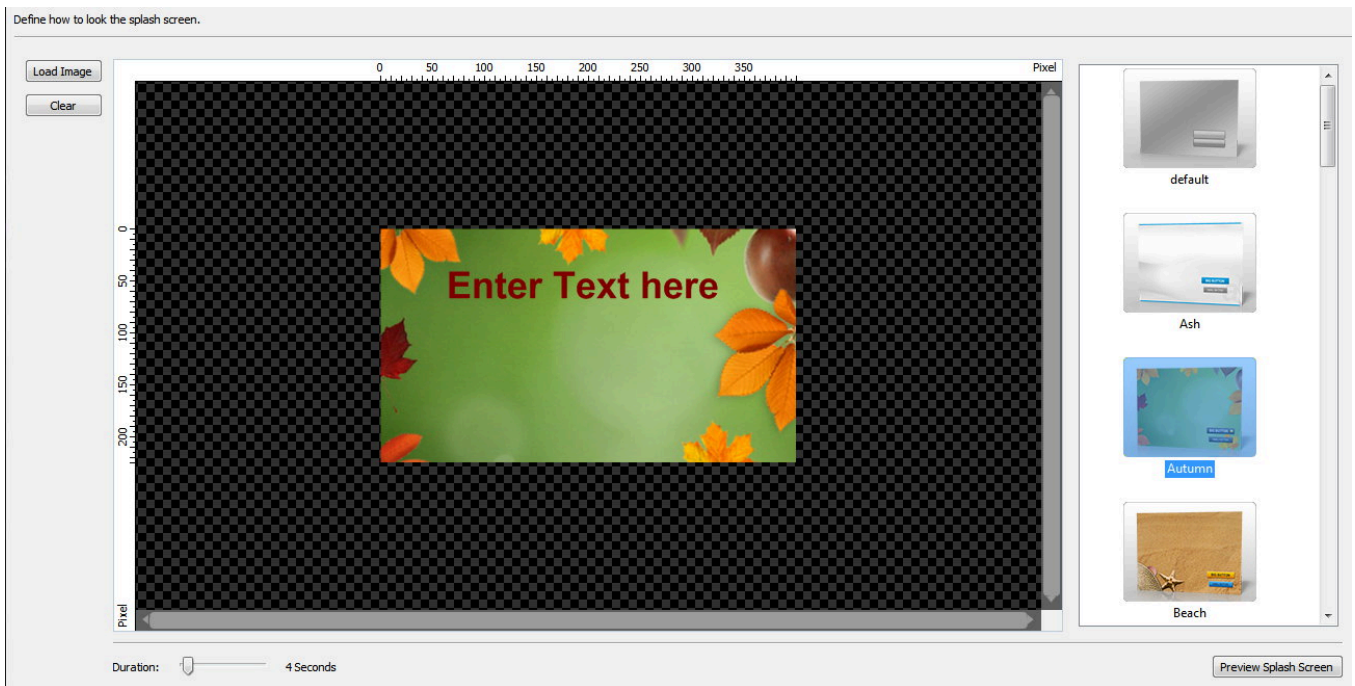 Define how to look the splash screen.
Load Image
Clear
0 50 100 150 200 250 300 350
Pixel
0
50
100
150
200
Pixel
Enter Text here
default
Ash
Autumn
Beach
Duration:
4 Seconds
Preview Splash Screen